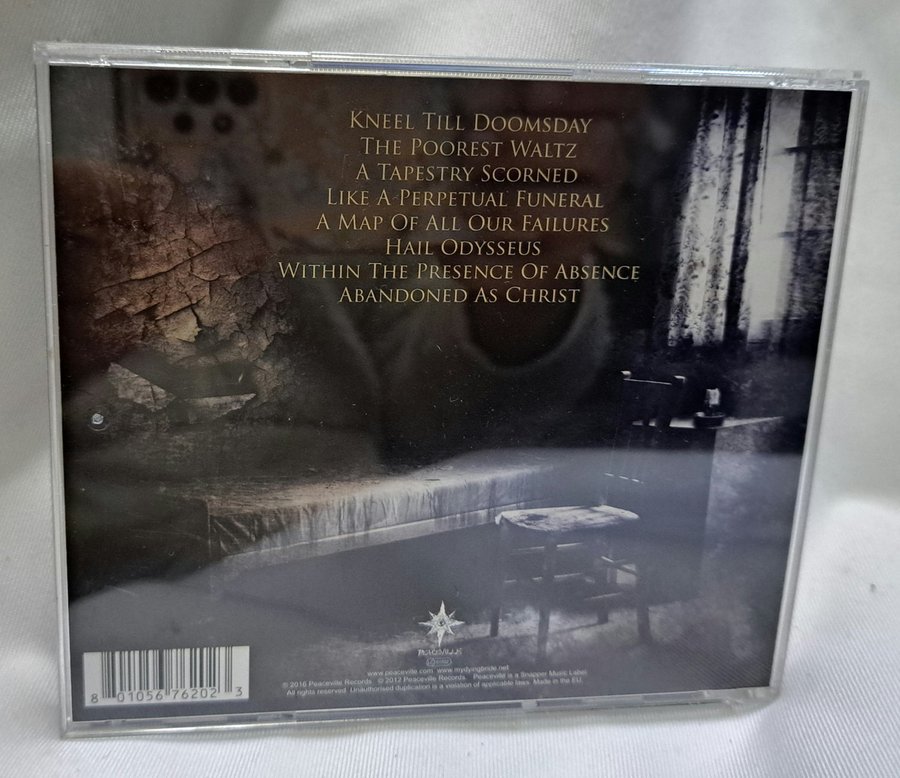 KNEEL TILL DOOMSDAY
THE POOREST WALTZ
A TAPESTRY SCORNED
LIKE A PERPETUAL FUNERAL
A MAP OF ALL OUR FAILURES
HAIL ODYSSEUS
WITHIN THE PRESENCE OF ABSENCE
ABANDONED AS CHRIST
PEACEVILLE
www.peaceville.com www.mydyingbride.net
© 2016 Peaceville Records. © 2012 Peaceville Records. Peaceville is a Snapper Music Label.
All rights reserved. Unauthorised duplication is a violation of applicable laws. Made in the EU.
8 01056 76202 3